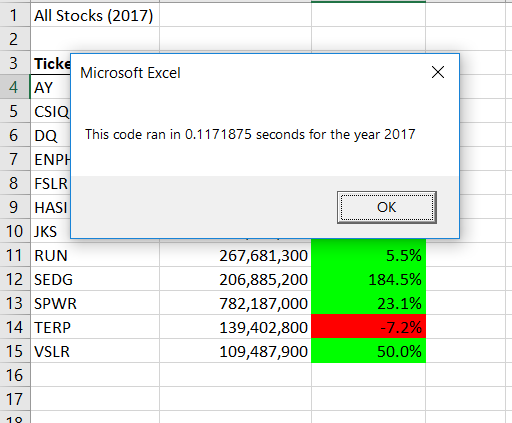 1 All Stocks (2017)
2
3 Ticke
Microsoft Excel
4 AY
5 CSIQ
6 DQ
This code ran in 0.1171875 seconds for the year 2017
7 ENPH
8 FSLR
9 HASI
OK
10 JKS
11 RUN 267,681,300 5.5%
12 SEDG 206,885,200 184.5%
13 SPWR 782,187,000 23.1%
14 TERP 139,402,800 -7.2%
15 VSLR 109,487,900 50.0%
16
17
18